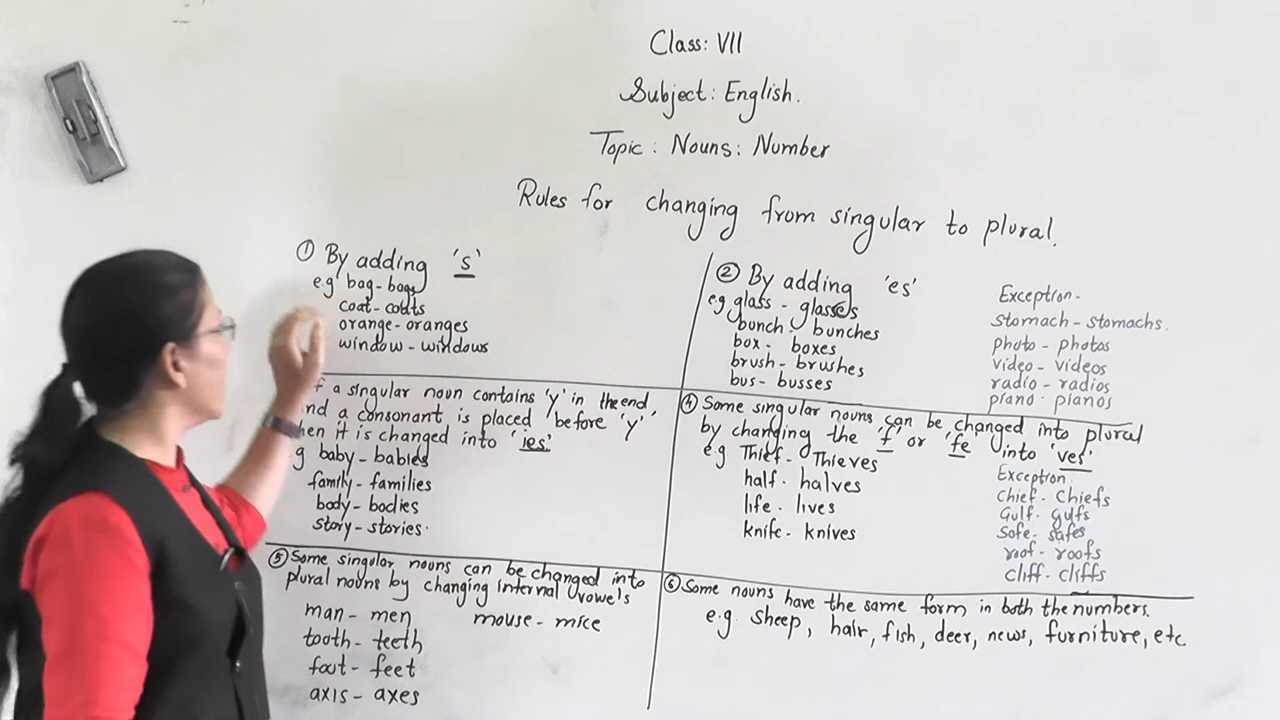 Class: VII
Subject: English.
Topic: Nouns: Number
Rules for changing from singular to plural.
① By adding 's'
e.g bag - bags
coat - coats
orange - oranges
window - windows
② By adding 'es'
e.g glass - glasses
bunch - bunches
box - boxes
brush - brushes
bus - busses
Exception -
Stomach - stomachs.
photo - photos
video - videos
radio - radios
piano - pianos
f a singular noun contains 'y' in the end,
nd a consonant is placed before 'y'
hen it is changed into 'ies'
g baby - babies
family - families
body - bodies
story - stories.
④ Some singular nouns can be changed into plural
by changing the 'f' or 'fe' into 'ves'
e.g Thief - Thieves
half - halves
life - lives
knife - knives
Exception
Chief - Chiefs
Gulf - gulfs
Safe - safes
roof - roofs
cliff - cliffs
⑤ Some singular nouns can be changed into
plural nouns by changing internal vowels
man - men
mouse - mice
tooth - teeth
foot - feet
axis - axes
⑥ Some nouns have the same form in both the numbers.
e.g. Sheep, hair, fish, deer, news, furniture, etc